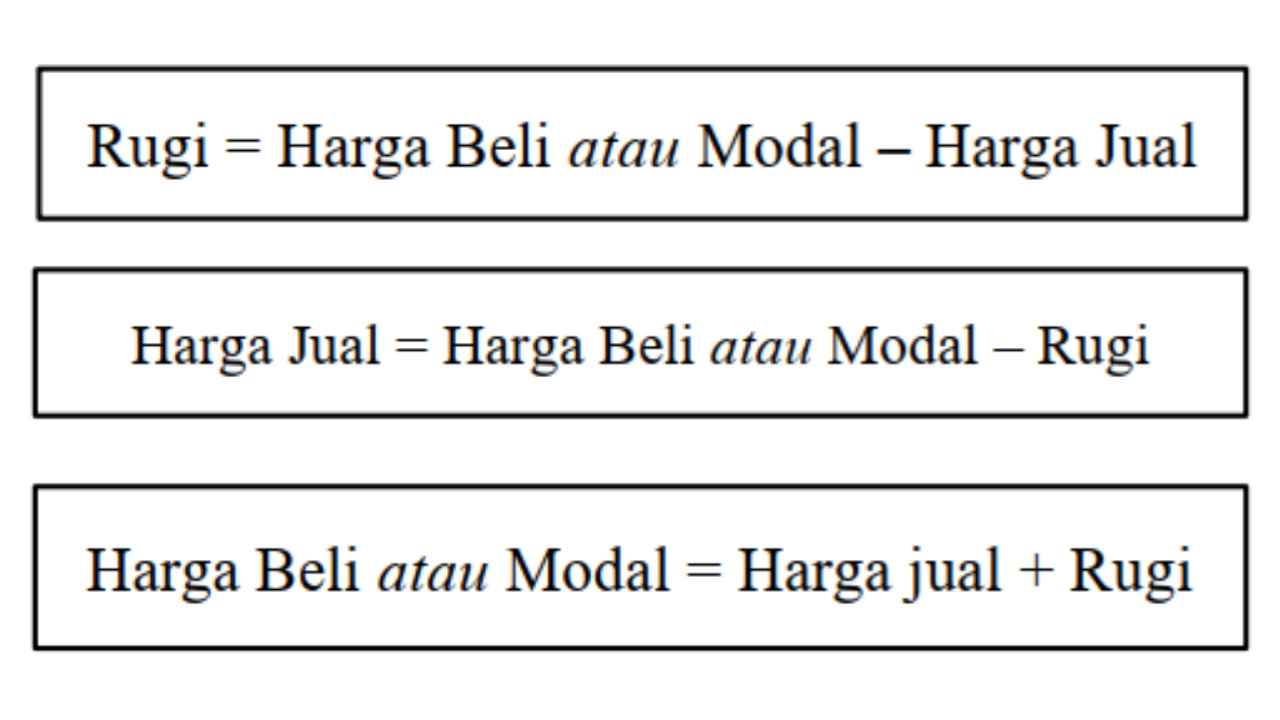 Rugi = Harga Beli atau Modal – Harga Jual
Harga Jual = Harga Beli atau Modal – Rugi
Harga Beli atau Modal = Harga jual + Rugi